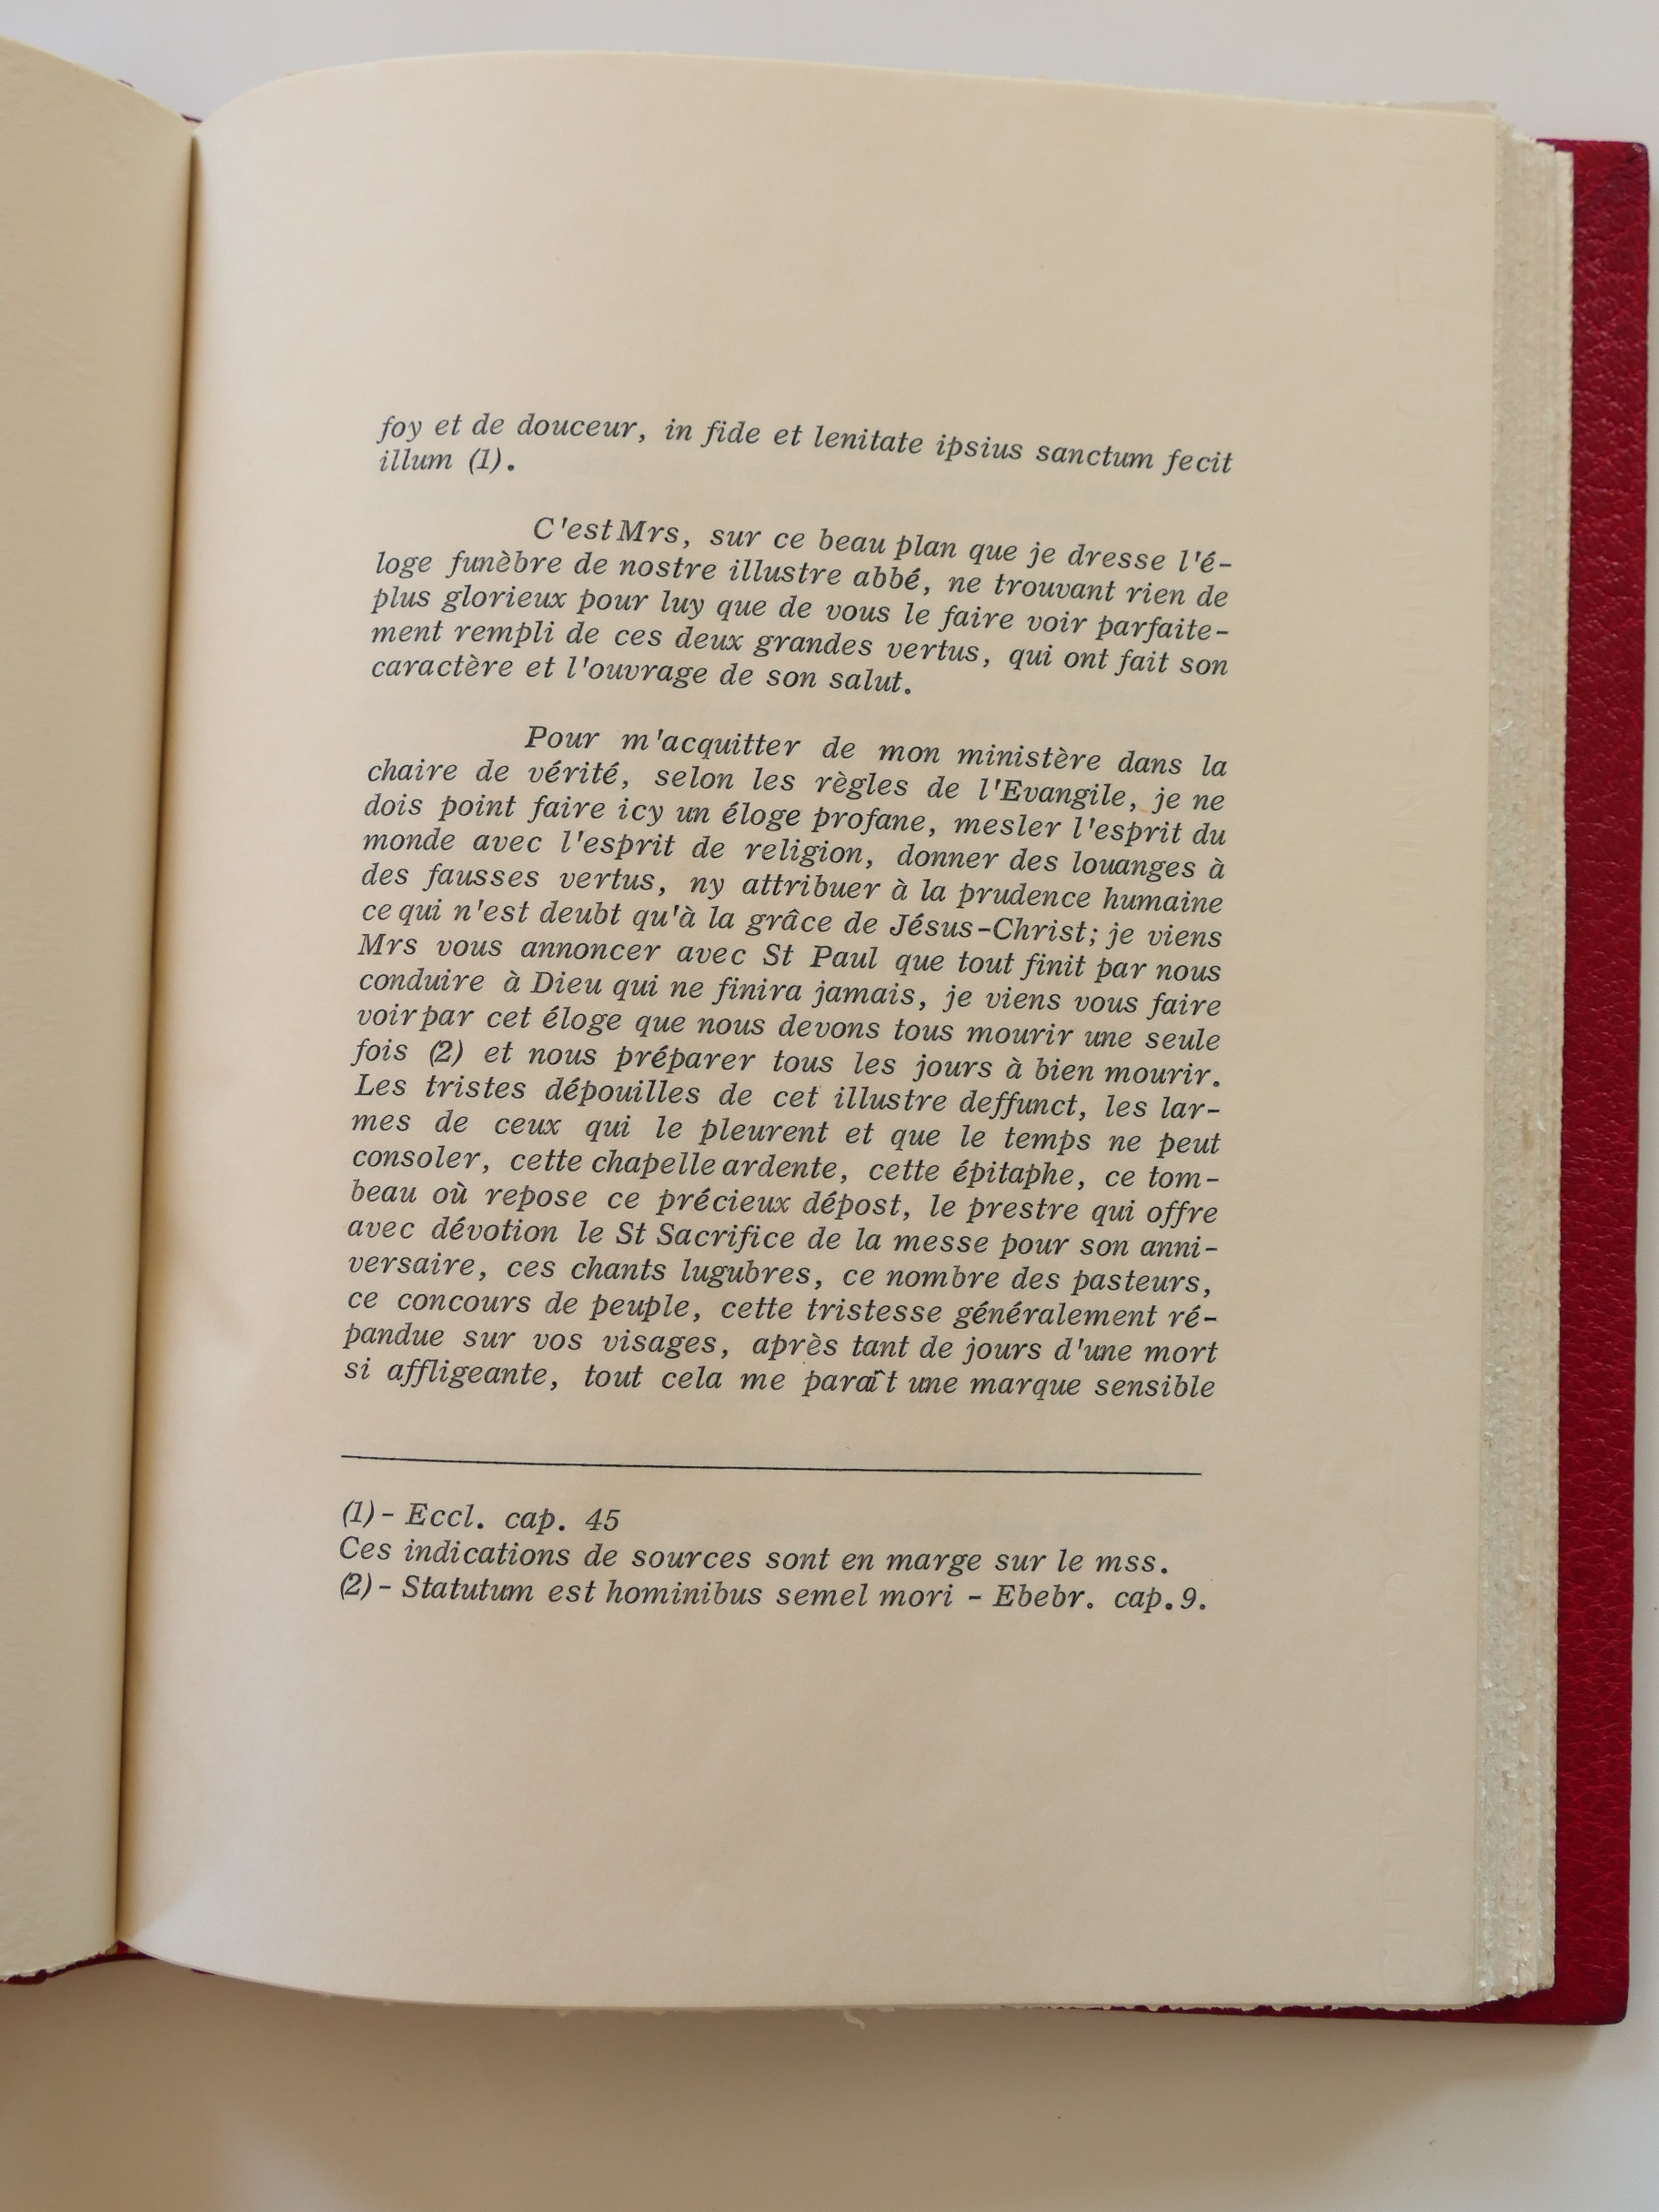 foy et de douceur, in fide et lenitate ipsius sanctum fecit
illum (1).
C'est Mrs, sur ce beau plan que je dresse l'é-
loge funèbre de nostre illustre abbé, ne trouvant rien de
plus glorieux pour luy que de vous le faire voir parfaite-
ment rempli de ces deux grandes vertus, qui ont fait son
caractère et l'ouvrage de son salut.
Pour m'acquitter de mon ministère dans la
chaire de vérité, selon les règles de l'Evangile, je ne
dois point faire icy un éloge profane, mesler l'esprit du
monde avec l'esprit de religion, donner des louanges à
des fausses vertus, ny attribuer à la prudence humaine
ce qui n'est deubt qu'à la grâce de Jésus-Christ; je viens
Mrs vous annoncer avec St Paul que tout finit par nous
conduire à Dieu qui ne finira jamais, je viens vous faire
voir par cet éloge que nous devons tous mourir une seule
fois (2) et nous préparer tous les jours à bien mourir.
Les tristes dépouilles de cet illustre deffunct, les lar-
mes de ceux qui le pleurent et que le temps ne peut
consoler, cette chapelle ardente, cette épitaphe, ce tom-
beau où repose ce précieux dépost, le prestre qui offre
avec dévotion le St Sacrifice de la messe pour son anni-
versaire, ces chants lugubres, ce nombre des pasteurs,
ce concours de peuple, cette tristesse généralement ré-
pandue sur vos visages, après tant de jours d'une mort
si affligeante, tout cela me paraît une marque sensible
(1)- Eccl. cap. 45
Ces indications de sources sont en marge sur le mss.
(2)- Statutum est hominibus semel mori - Ebebr. cap. 9.